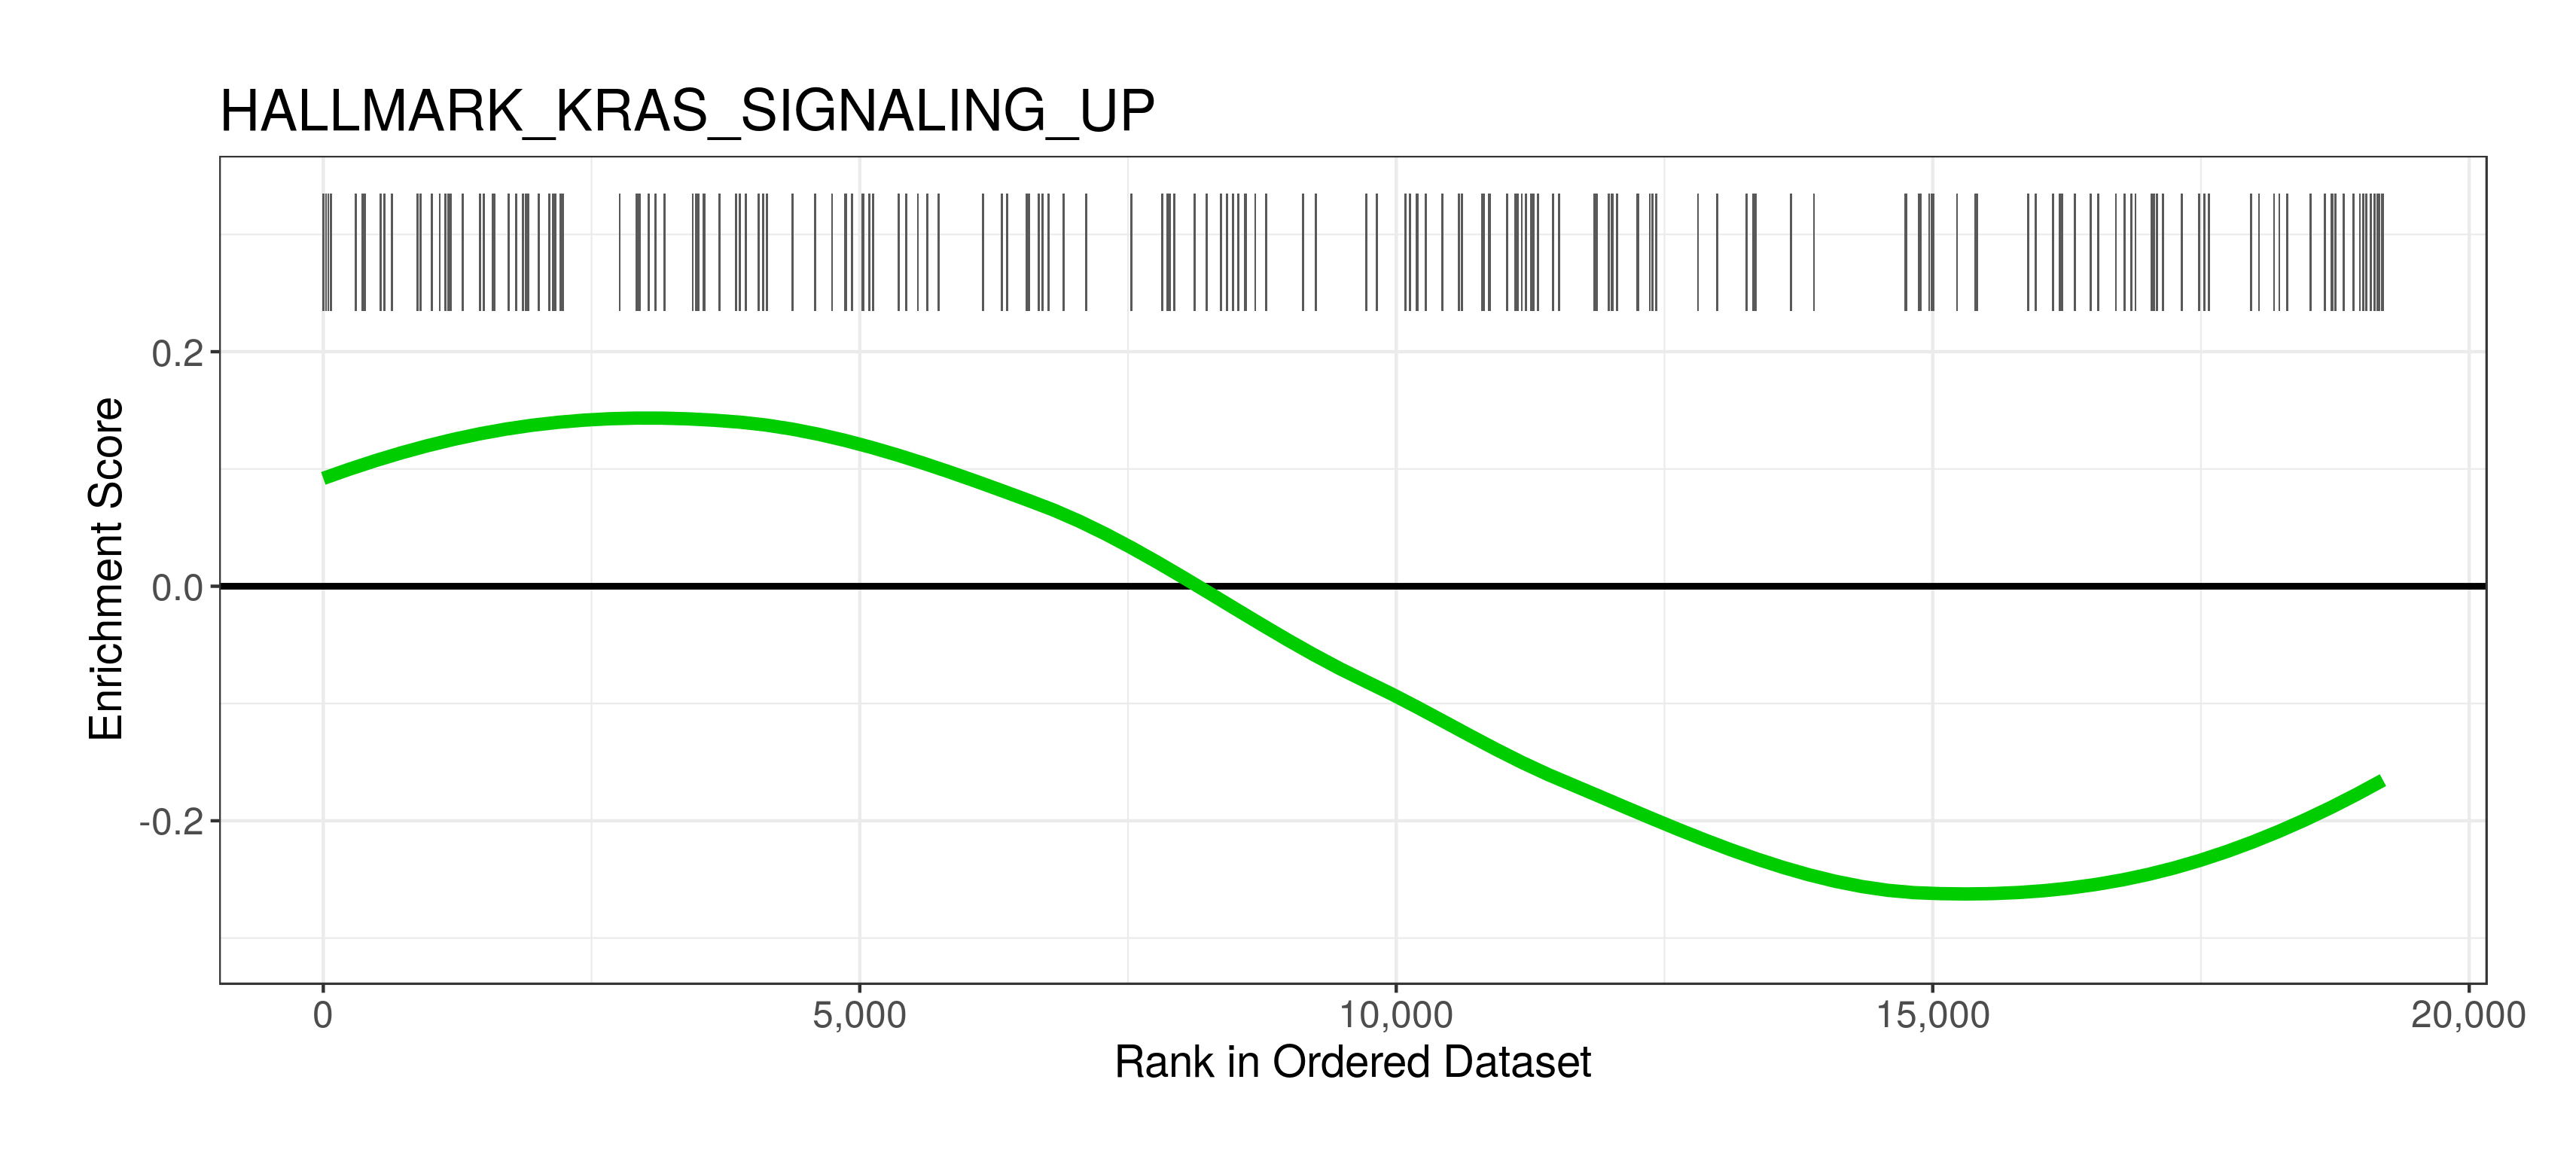 HALLMARK_KRAS_SIGNALING_UP
Enrichment Score
0.2
0.0
-0.2
0
5,000
10,000
15,000
20,000
Rank in Ordered Dataset